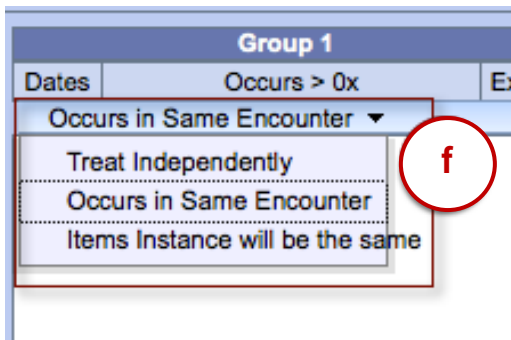 Group 1
Dates Occurs > 0x Ex
Occurs in Same Encounter
Treat Independently
f
Occurs in Same Encounter
Items Instance will be the same